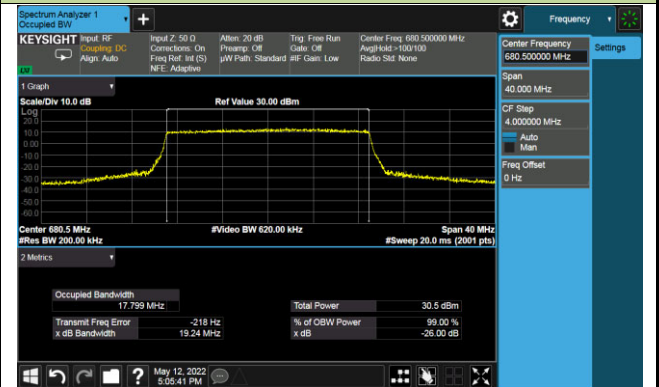 Spectrum Analyzer 1
Occupied BW
+
Frequency
KEYSIGHT
Input: RF
Coupling: DC
Align: Auto
Input Z: 50 Ω
Corrections: On
Freq Ref: Int (S)
NFE: Adaptive
Atten: 20 dB
Preamp: Off
µW Path: Standard
Trig: Free Run
Gate: Off
#IF Gain: Low
Center Freq: 680.500000 MHz
Avg|Hold:>100/100
Radio Std: None
LW
Center Frequency
680.500000 MHz
Settings
Span
40.000 MHz
CF Step
4.000000 MHz
Auto
Man
Freq Offset
0 Hz
1 Graph
Scale/Div 10.0 dB
Ref Value 30.00 dBm
Log
20.0
10.0
0.00
-10.0
-20.0
-30.0
-40.0
-50.0
-60.0
Center 680.5 MHz
#Video BW 620.00 kHz
Span 40 MHz
#Res BW 200.00 kHz
#Sweep 20.0 ms (2001 pts)
2 Metrics
Occupied Bandwidth
17.799 MHz
Total Power
30.5 dBm
Transmit Freq Error
-218 Hz
% of OBW Power
99.00 %
x dB Bandwidth
19.24 MHz
x dB
-26.00 dB
?
May 12, 2022
5:05:41 PM